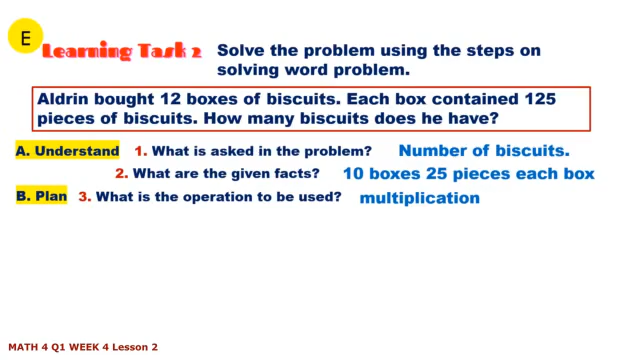 E
Learning Task 2
Solve the problem using the steps on
solving word problem.
Aldrin bought 12 boxes of biscuits. Each box contained 125
pieces of biscuits. How many biscuits does he have?
A. Understand 1. What is asked in the problem? Number of biscuits.
2. What are the given facts? 10 boxes 25 pieces each box
B. Plan 3. What is the operation to be used? multiplication
MATH 4 Q1 WEEK 4 Lesson 2